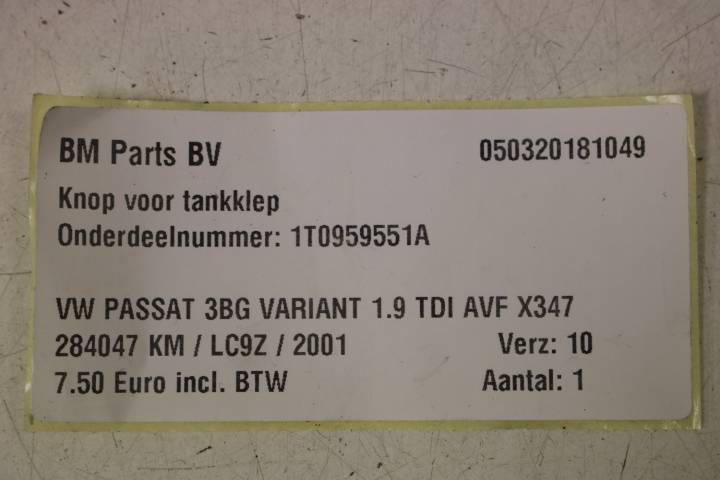 BM Parts BV 050320181049
Knop voor tankklep
Onderdeelnummer: 1T0959551A
VW PASSAT 3BG VARIANT 1.9 TDI AVF X347
284047 KM / LC9Z / 2001 Verz: 10
7.50 Euro incl. BTW Aantal: 1